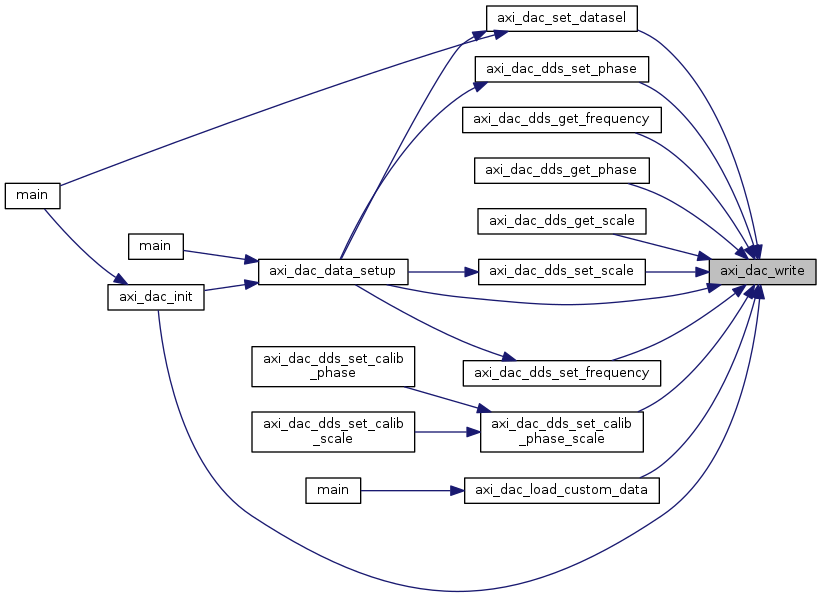 axi_dac_set_datasel
axi_dac_dds_set_phase
axi_dac_dds_get_frequency
axi_dac_dds_get_phase
main
axi_dac_dds_get_scale
main
axi_dac_data_setup
axi_dac_dds_set_scale
axi_dac_write
axi_dac_init
axi_dac_dds_set_calib
_phase
axi_dac_dds_set_frequency
axi_dac_dds_set_calib
_scale
axi_dac_dds_set_calib
_phase_scale
main
axi_dac_load_custom_data